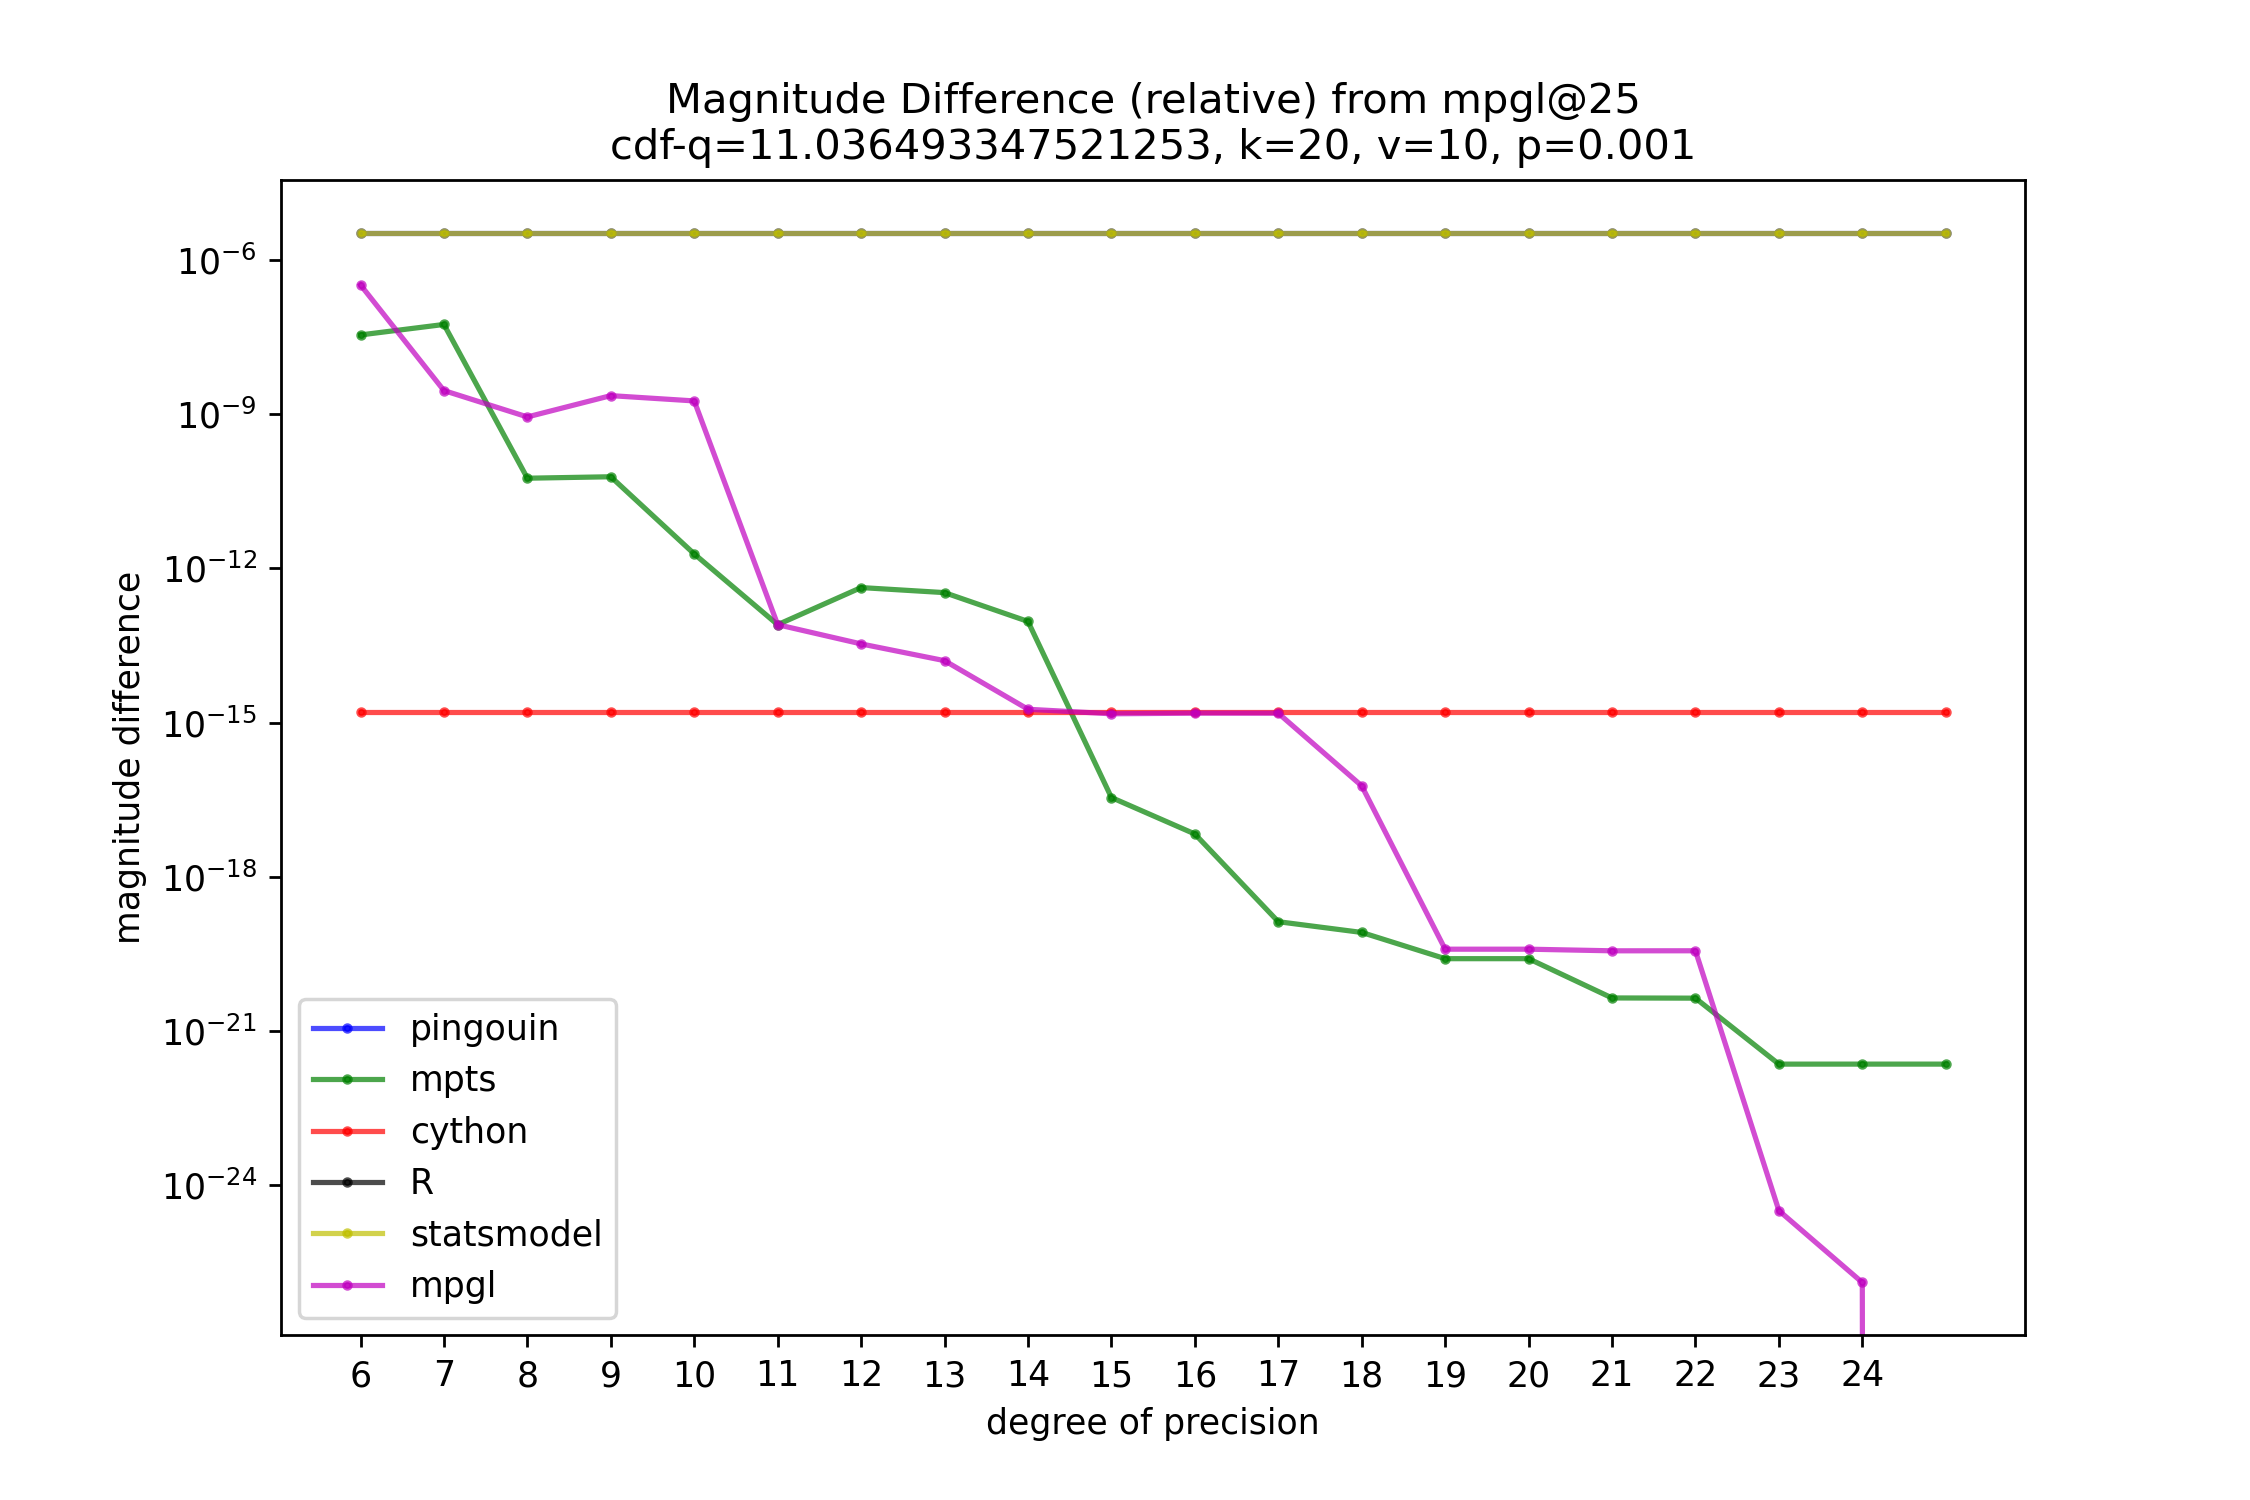 Magnitude Difference (relative) from mpgl@25
cdf-q=11.036493347521253, k=20, v=10, p=0.001
magnitude difference
10⁻⁶
10⁻⁹
10⁻¹²
10⁻¹⁵
10⁻¹⁸
10⁻²¹
10⁻²⁴
pingouin
mpts
cython
R
statsmodel
mpgl
6 7 8 9 10 11 12 13 14 15 16 17 18 19 20 21 22 23 24
degree of precision